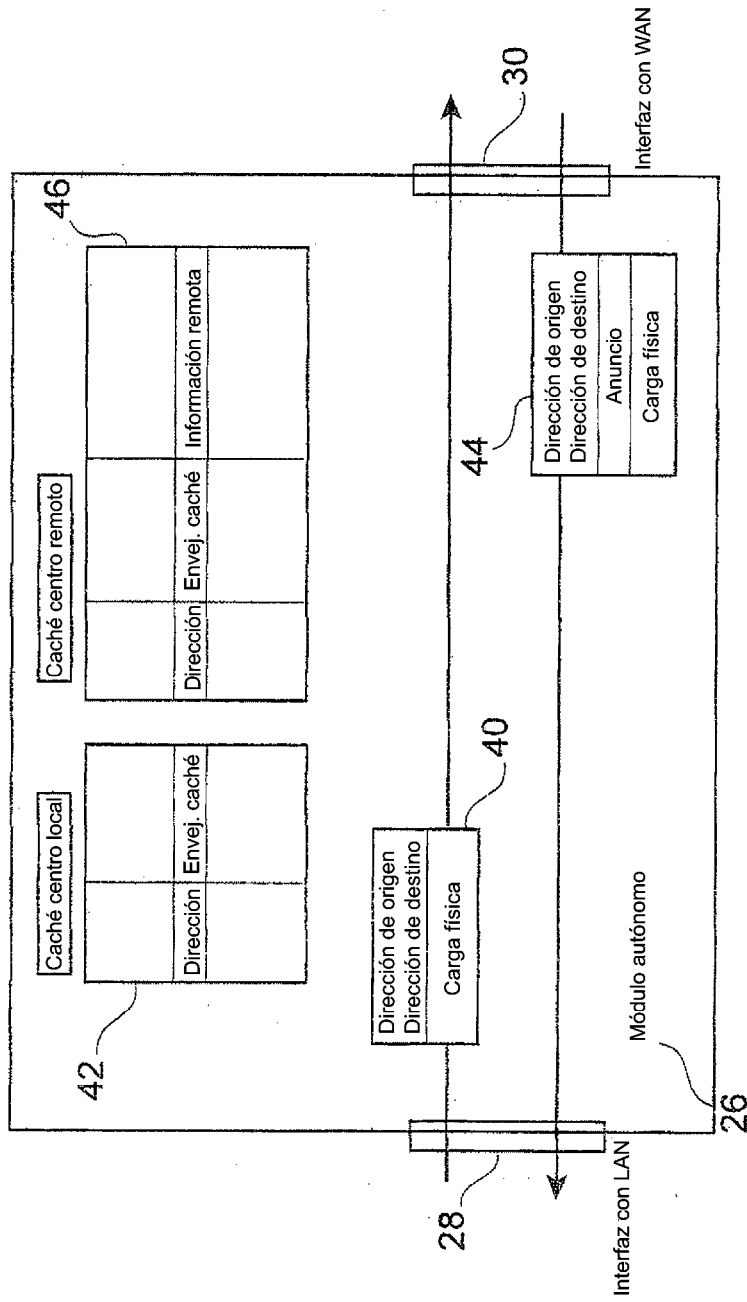 Caché centro local
Caché centro remoto
Dirección
Envej. caché
Dirección
Envej. caché
Información remota
42
46
Dirección de origen
Dirección de destino
Carga física
40
44
Dirección de origen
Dirección de destino
Anuncio
Carga física
28
30
Interfaz con LAN
Módulo autónomo
26
Interfaz con WAN